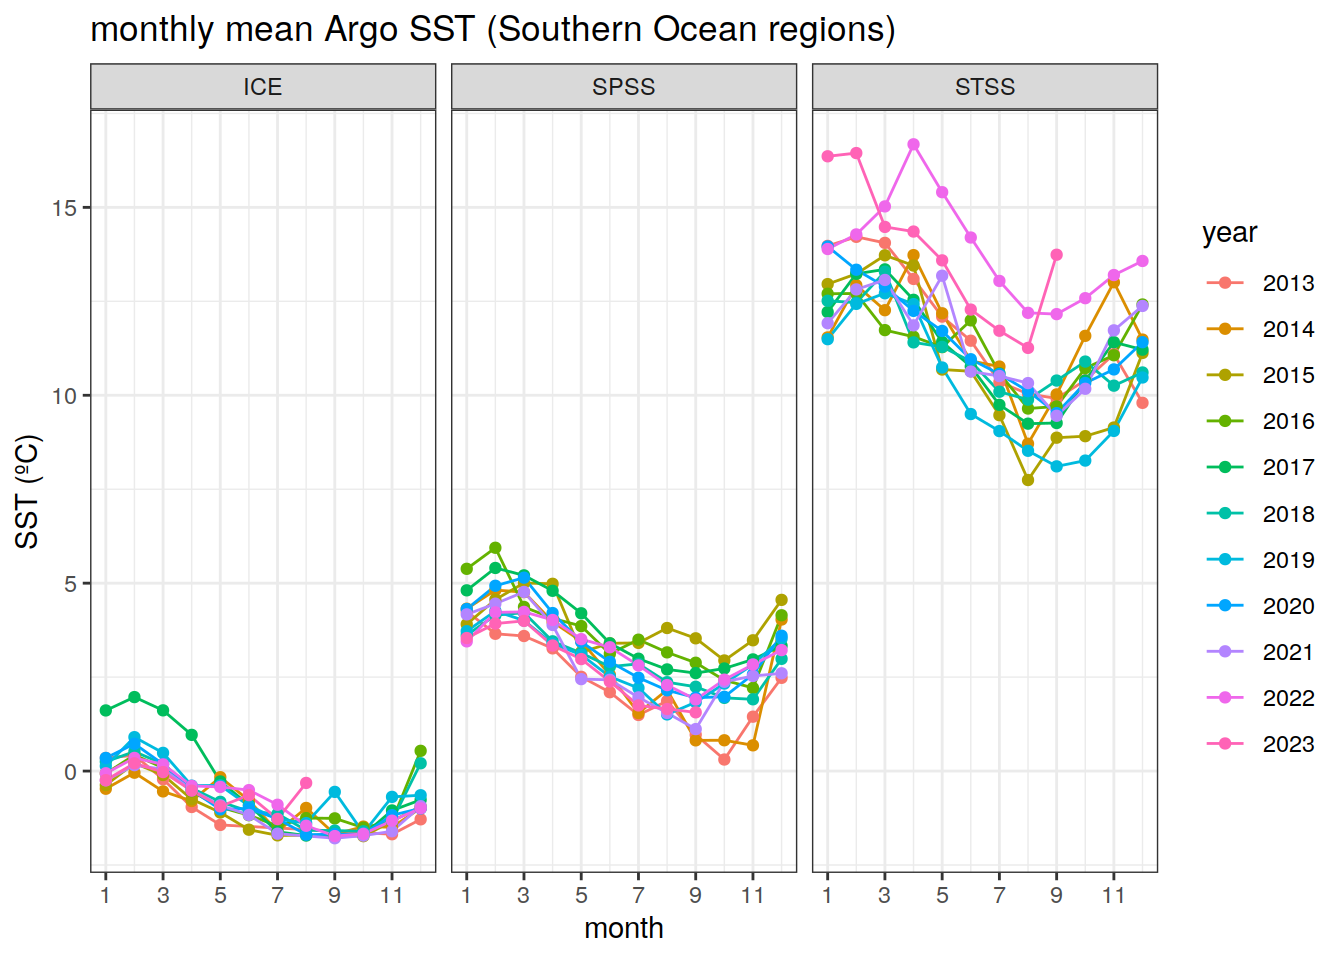 monthly mean Argo SST (Southern Ocean regions)
ICE SPSS STSS
SST (ºC)
15
10
5
0
1 3 5 7 9 11 1 3 5 7 9 11 1 3 5 7 9 11
month
year
2013
2014
2015
2016
2017
2018
2019
2020
2021
2022
2023